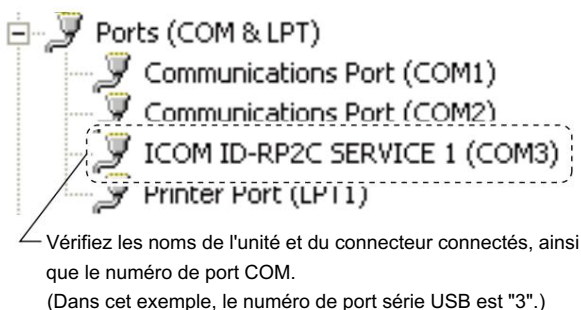 Ports (COM & LPT)
Communications Port (COM1)
Communications Port (COM2)
ICOM ID-RP2C SERVICE 1 (COM3)
Printer Port (LPT1)
Vérifiez les noms de l'unité et du connecteur connectés, ainsi
que le numéro de port COM.
(Dans cet exemple, le numéro de port série USB est "3".)